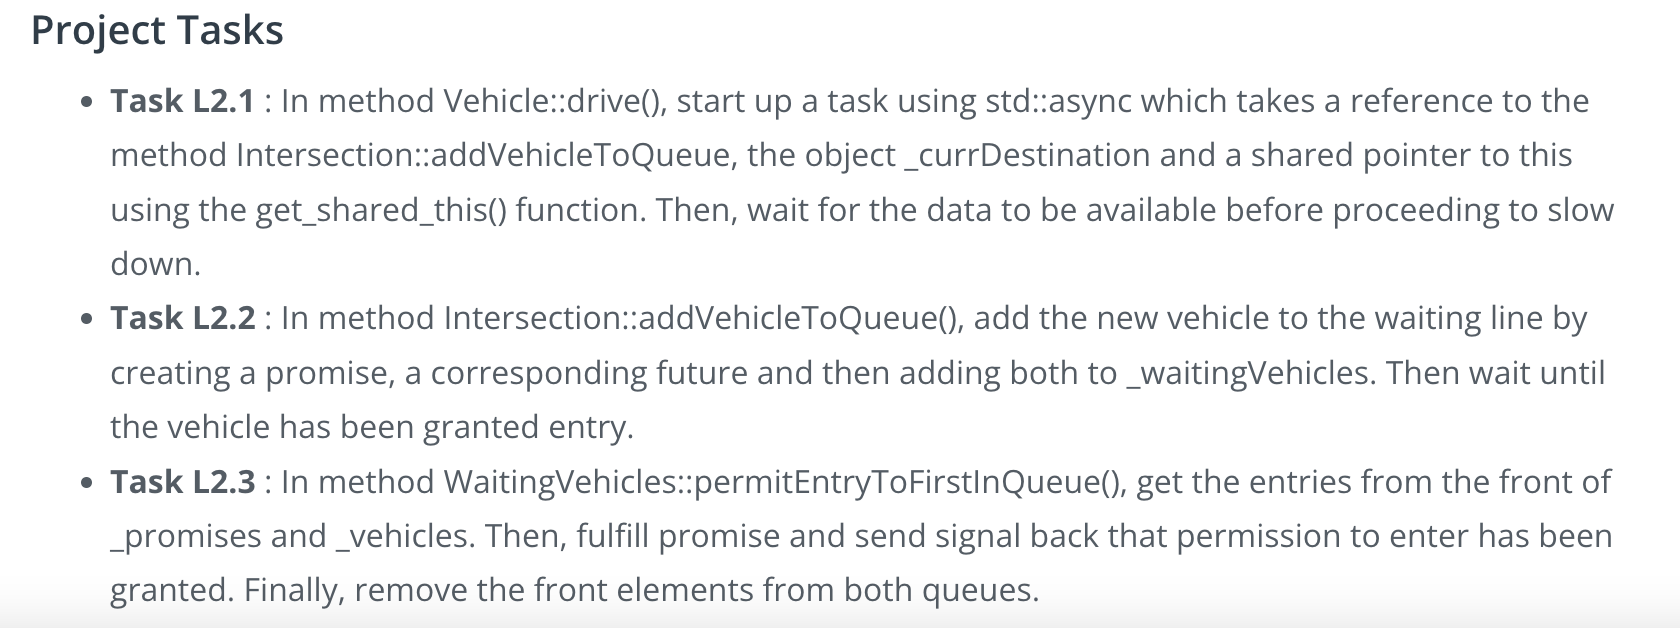 Project Tasks
• Task L2.1 : In method Vehicle::drive(), start up a task using std::async which takes a reference to the
method Intersection::addVehicleToQueue, the object _currDestination and a shared pointer to this
using the get_shared_this() function. Then, wait for the data to be available before proceeding to slow
down.
• Task L2.2 : In method Intersection::addVehicleToQueue(), add the new vehicle to the waiting line by
creating a promise, a corresponding future and then adding both to _waitingVehicles. Then wait until
the vehicle has been granted entry.
• Task L2.3 : In method WaitingVehicles::permitEntryToFirstInQueue(), get the entries from the front of
_promises and _vehicles. Then, fulfill promise and send signal back that permission to enter has been
granted. Finally, remove the front elements from both queues.